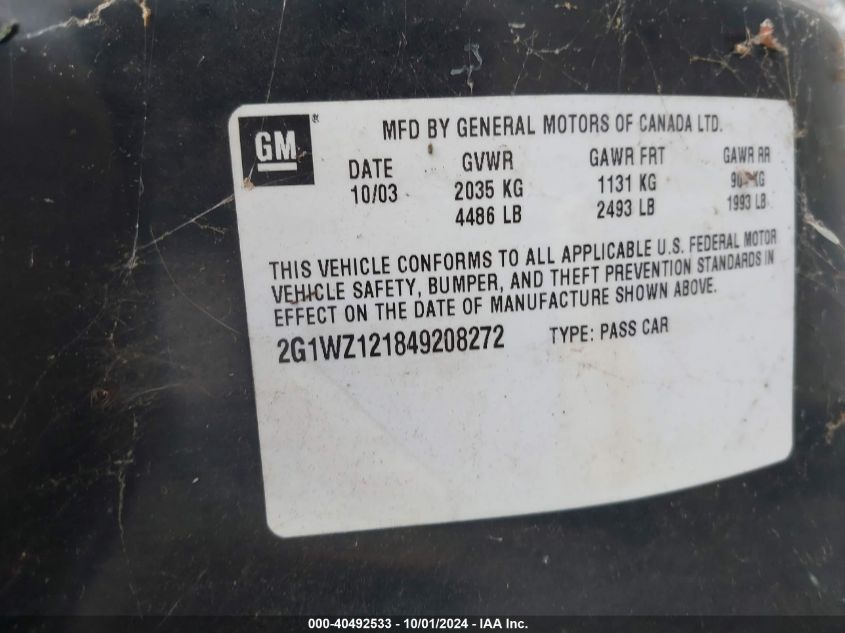 GM ®
MFD BY GENERAL MOTORS OF CANADA LTD.
DATE GVWR GAWR FRT GAWR RR
10/03 2035 KG 1131 KG KG
4486 LB 2493 LB 1993 LB
THIS VEHICLE CONFORMS TO ALL APPLICABLE U.S. FEDERAL MOTOR
VEHICLE SAFETY, BUMPER, AND THEFT PREVENTION STANDARDS IN
EFFECT ON THE DATE OF MANUFACTURE SHOWN ABOVE.
2G1WZ121849208272 TYPE: PASS CAR
000-40492533 - 10/01/2024 - IAA Inc.